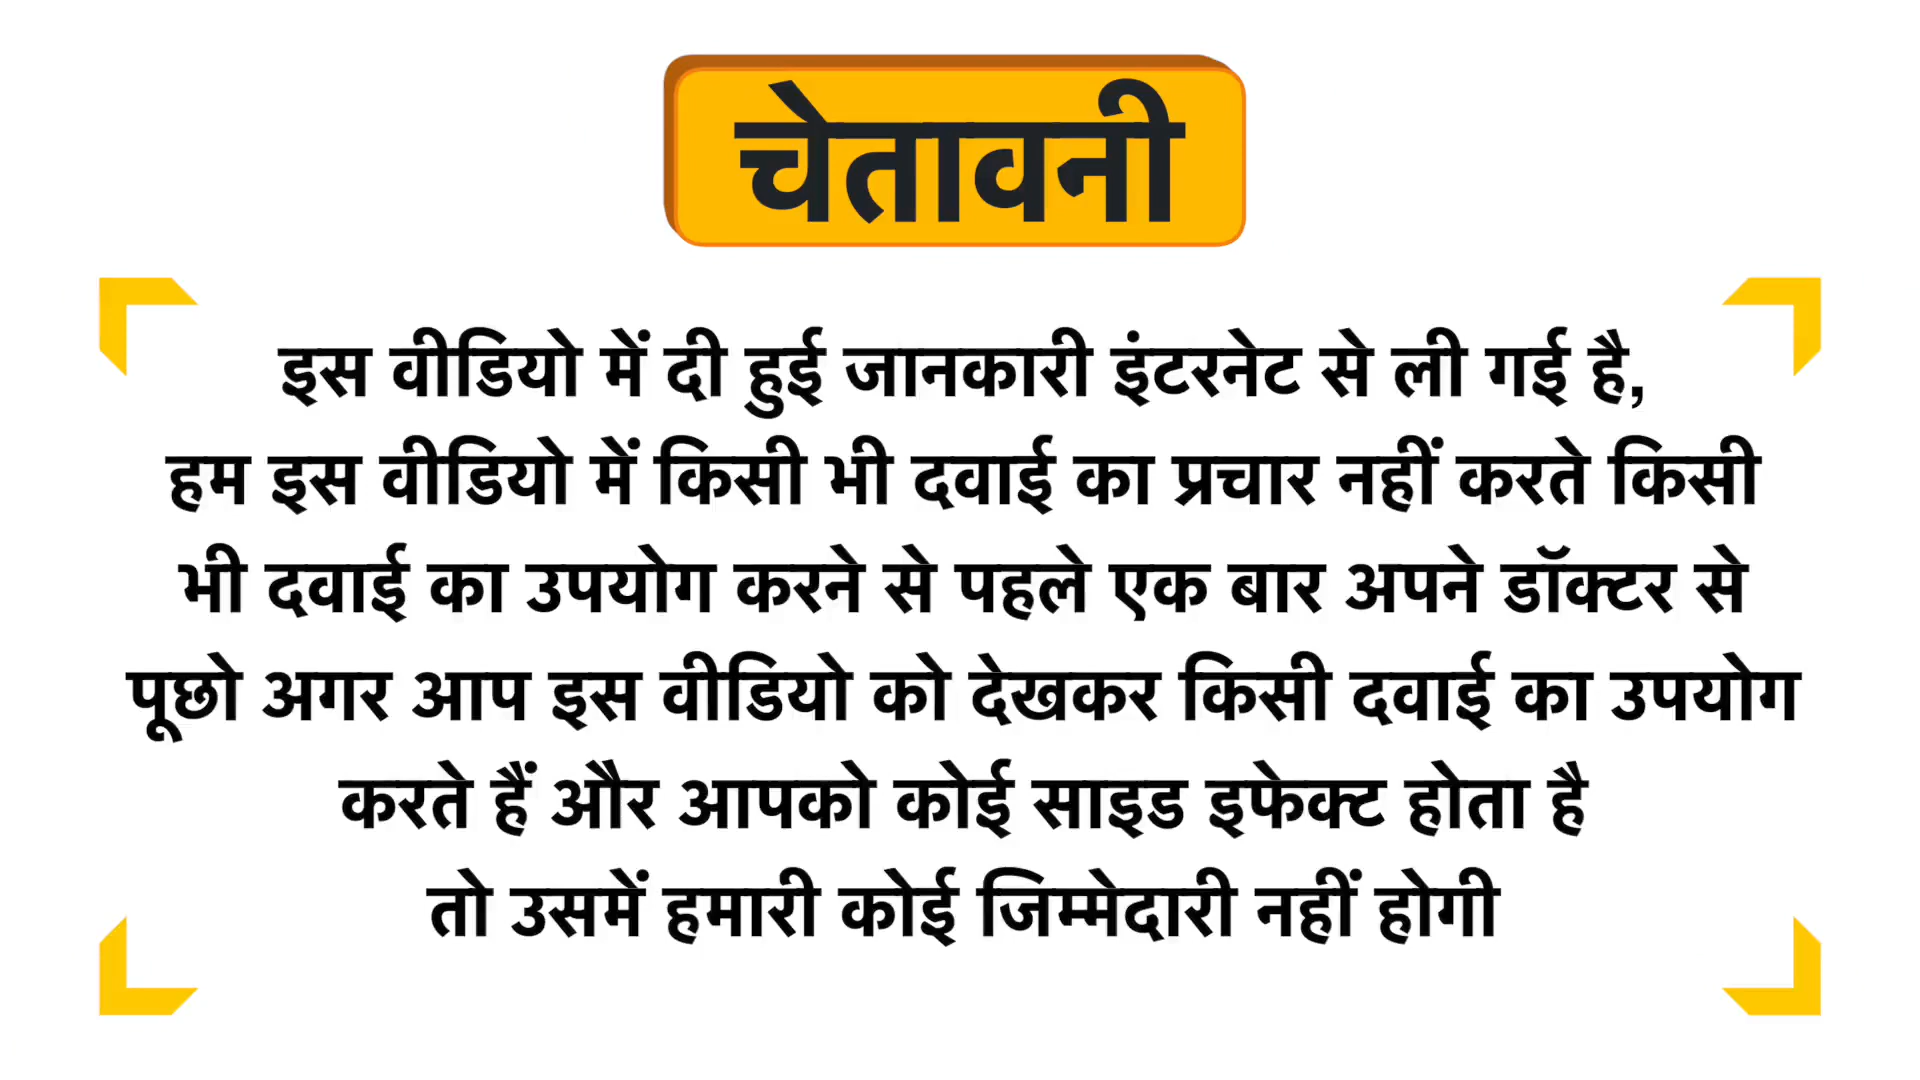 चेतावनी
इस वीडियो में दी हुई जानकारी इंटरनेट से ली गई है,
हम इस वीडियो में किसी भी दवाई का प्रचार नहीं करते किसी
भी दवाई का उपयोग करने से पहले एक बार अपने डॉक्टर से
पूछो अगर आप इस वीडियो को देखकर किसी दवाई का उपयोग
करते हैं और आपको कोई साइड इफेक्ट होता है
तो उसमें हमारी कोई जिम्मेदारी नहीं होगी